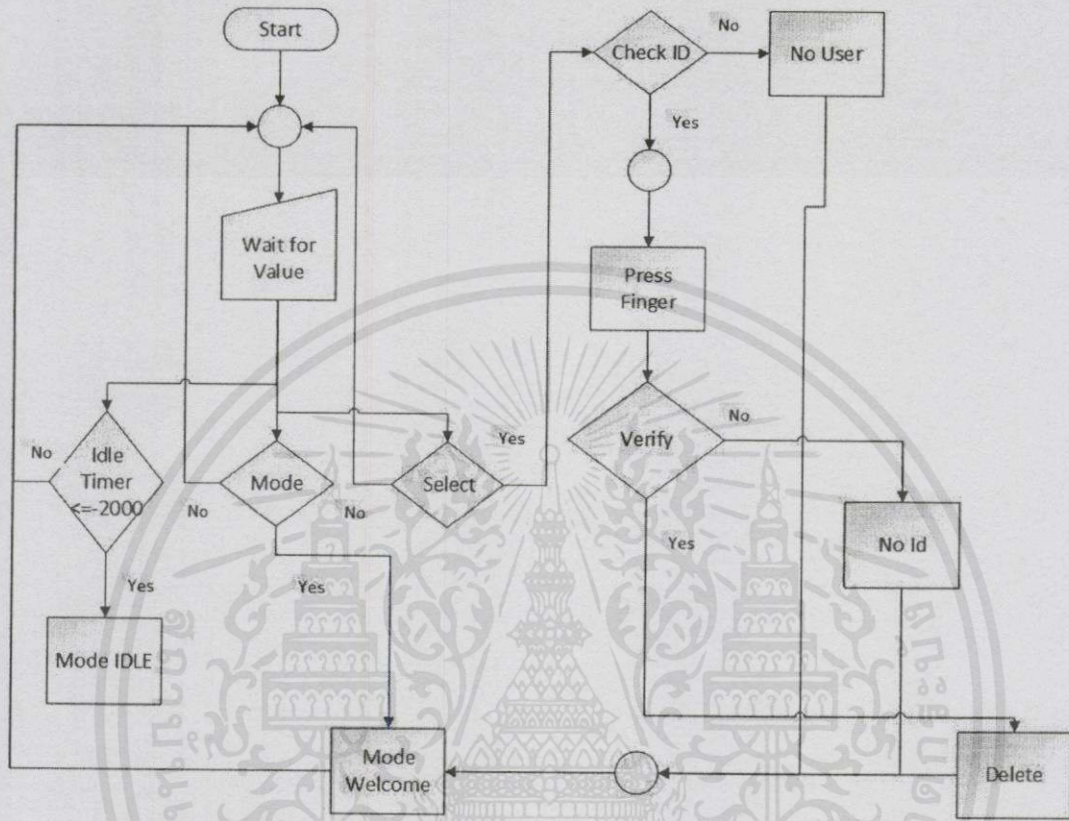 Start
Check ID
No
No User
Yes
Wait for
Value
Press
Finger
No
Idle
Timer
<=-2000
No
Mode
No
Select
Yes
Verify
No
No Id
Yes
Yes
Yes
Mode IDLE
Mode
Welcome
Delete